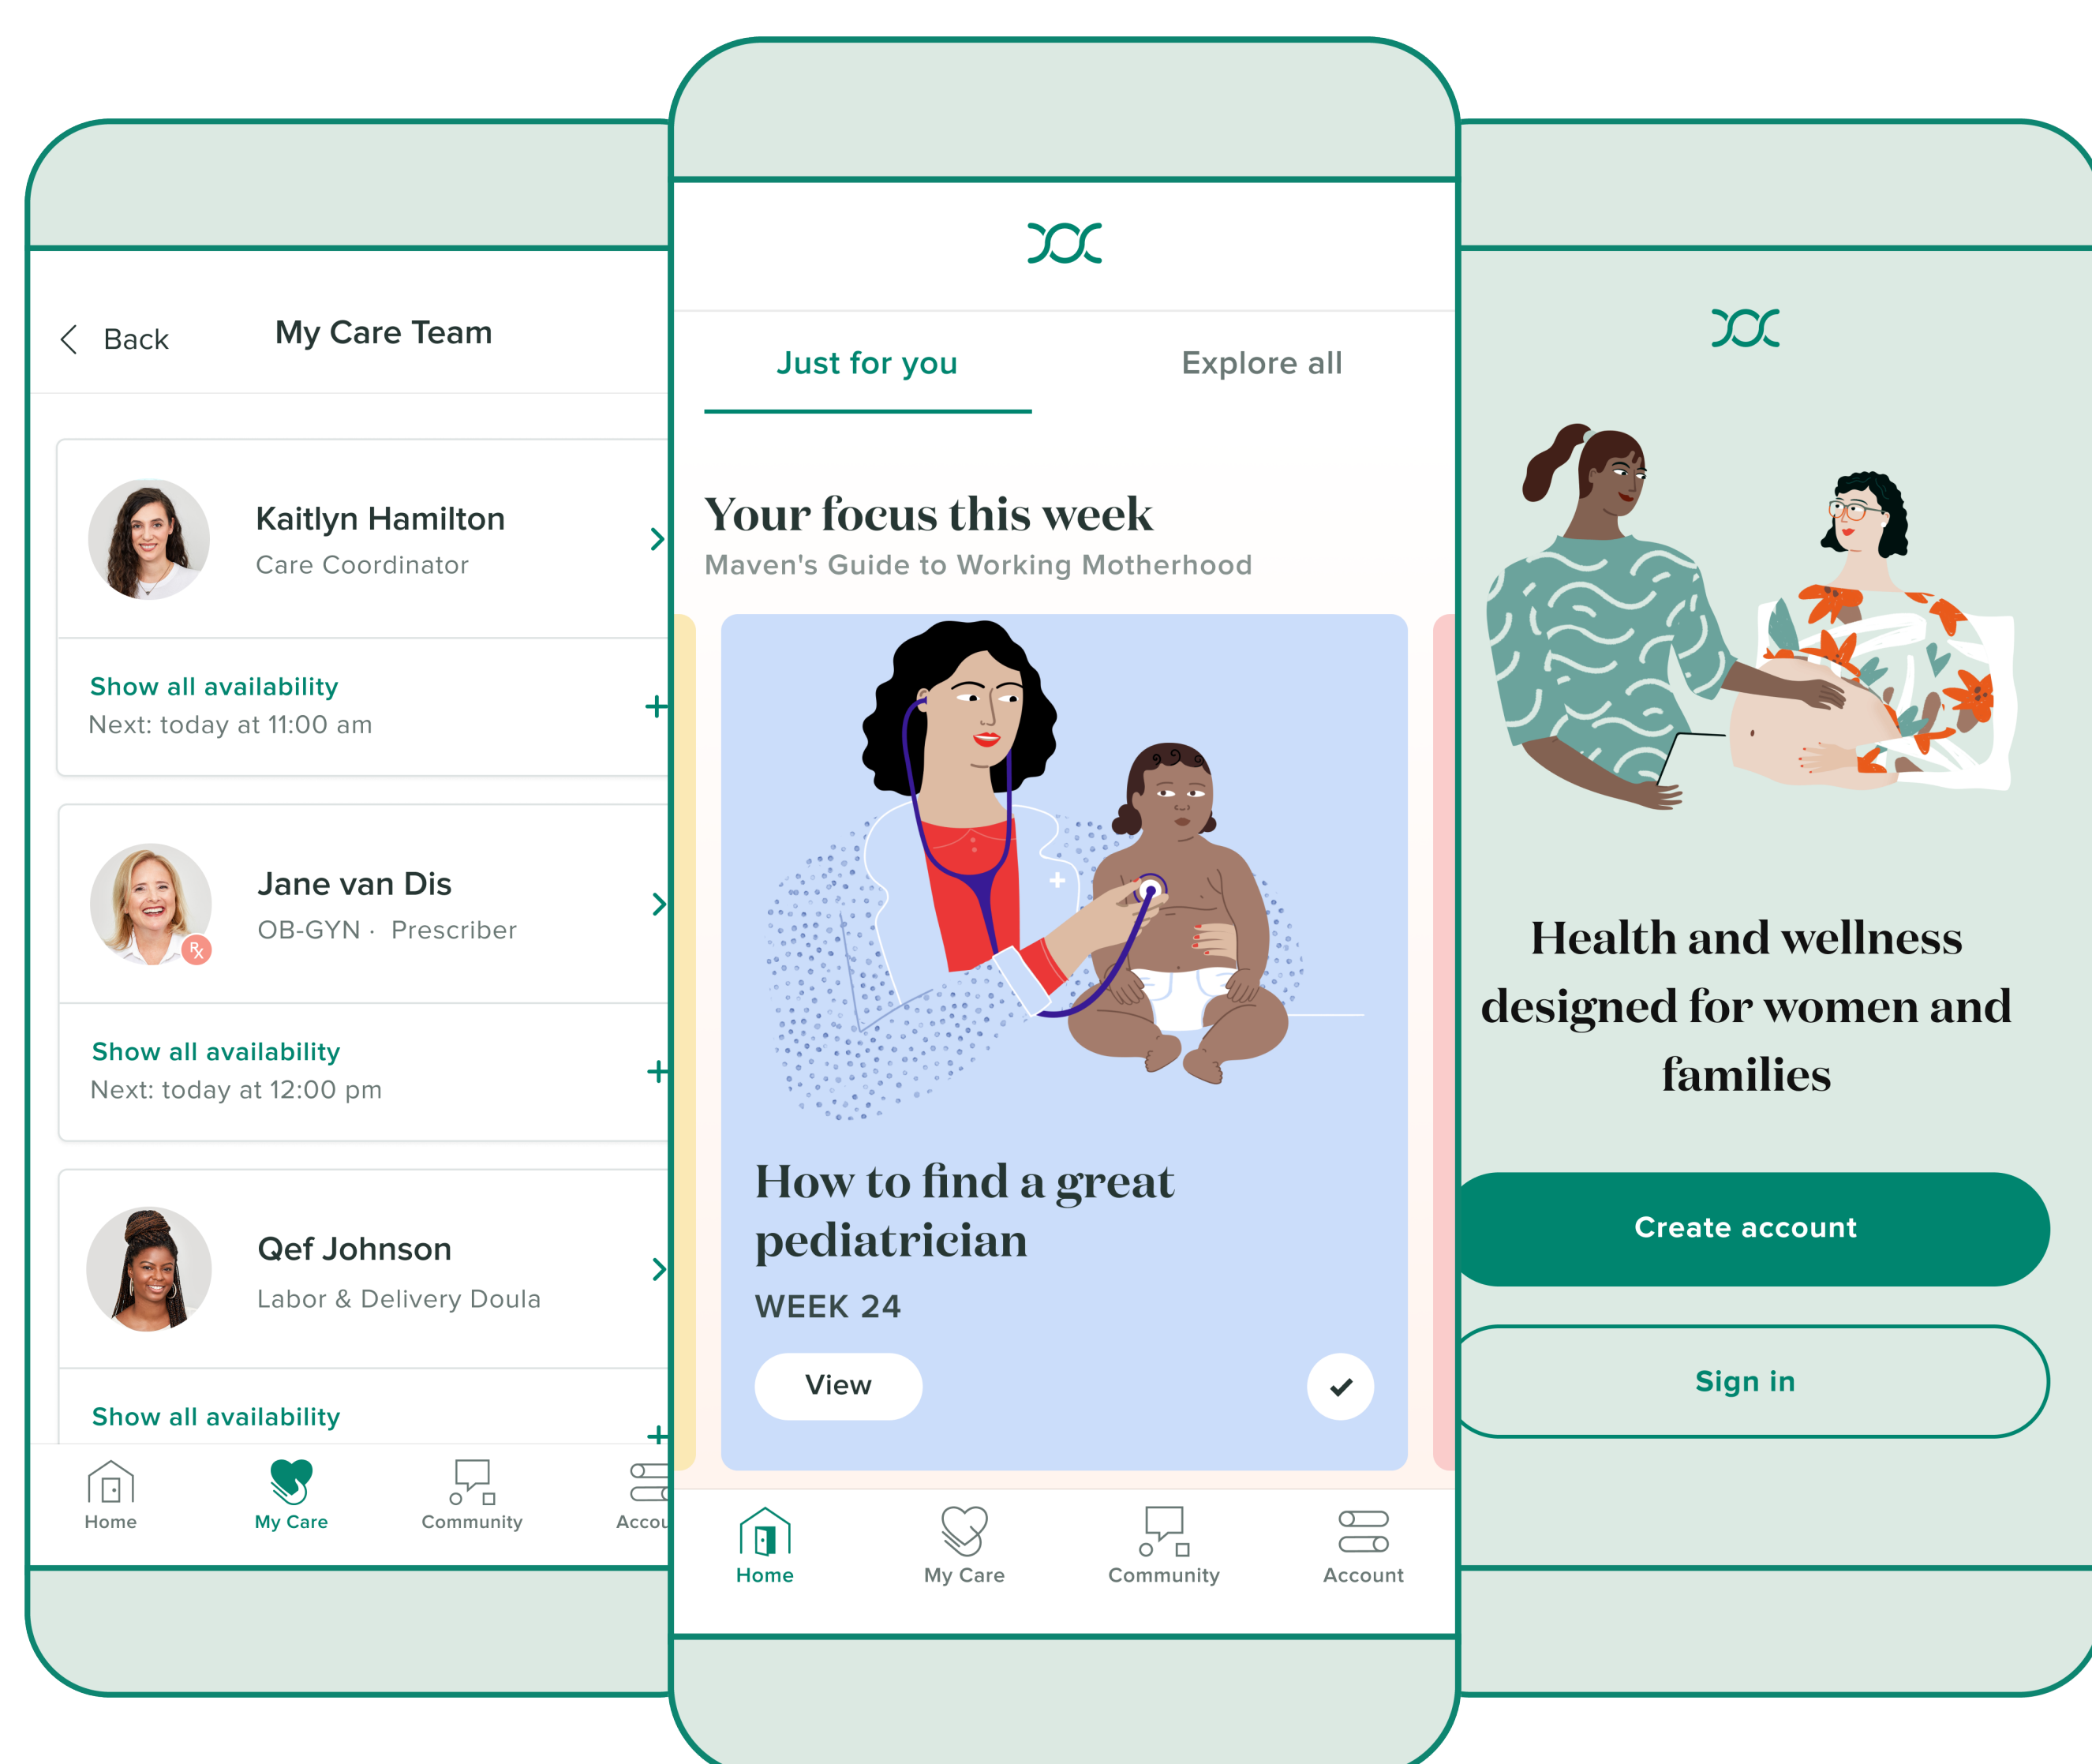 Back
My Care Team
Kaitlyn Hamilton
Care Coordinator
Show all availability
Next: today at 11:00 am
Jane van Dis
OB-GYN · Prescriber
Rx
Show all availability
Next: today at 12:00 pm
Qef Johnson
Labor & Delivery Doula
Show all availability
Home
My Care
Community
Accou
Just for you
Explore all
Your focus this week
Maven's Guide to Working Motherhood
How to find a great
pediatrician
WEEK 24
View
Home
My Care
Community
Account
Health and wellness
designed for women and
families
Create account
Sign in